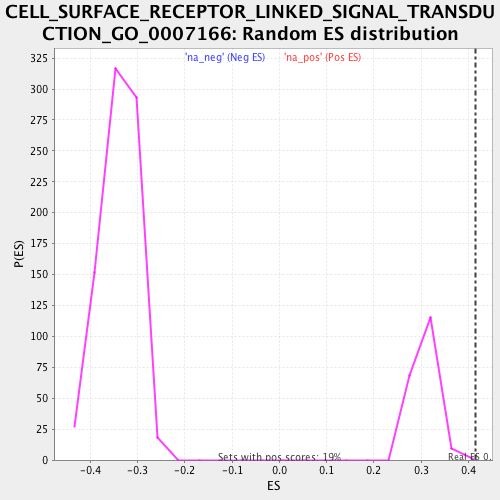 CELL_SURFACE_RECEPTOR_LINKED_SIGNAL_TRANSDU
CTION_GO_0007166: Random ES distribution
'na_neg' (Neg ES) 'na_pos' (Pos ES)
325
300
275
250
225
200
175
150
125
100
75
50
25
0
P(ES)
Sets with pos scores: 19%
Real ES 0.
-0.4 -0.3 -0.2 -0.1 0.0 0.1 0.2 0.3 0.4
ES